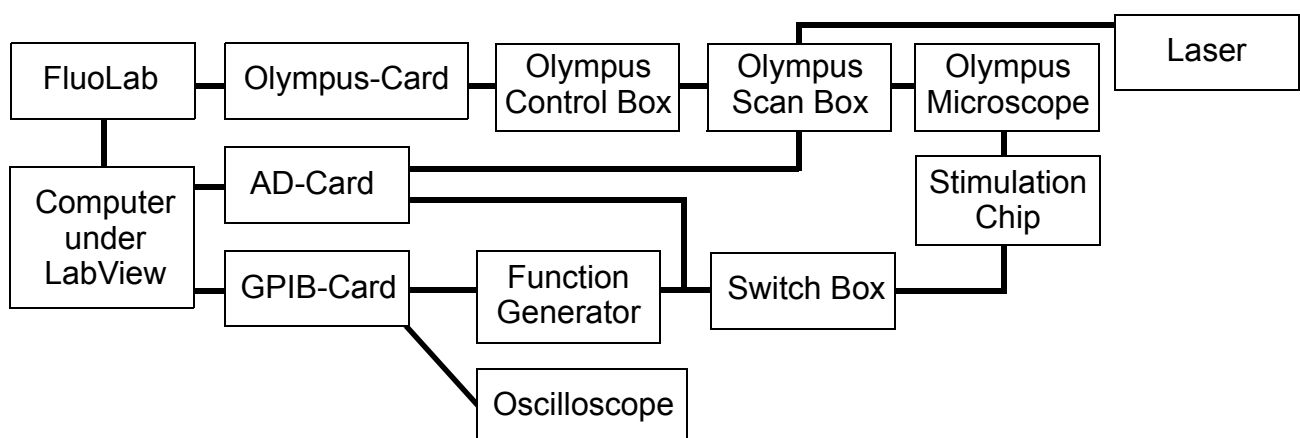 FluoLab
Olympus-Card
Olympus
Control Box
Olympus
Scan Box
Olympus
Microscope
Laser
Computer
under
LabView
AD-Card
Stimulation
Chip
GPIB-Card
Function
Generator
Switch Box
Oscilloscope